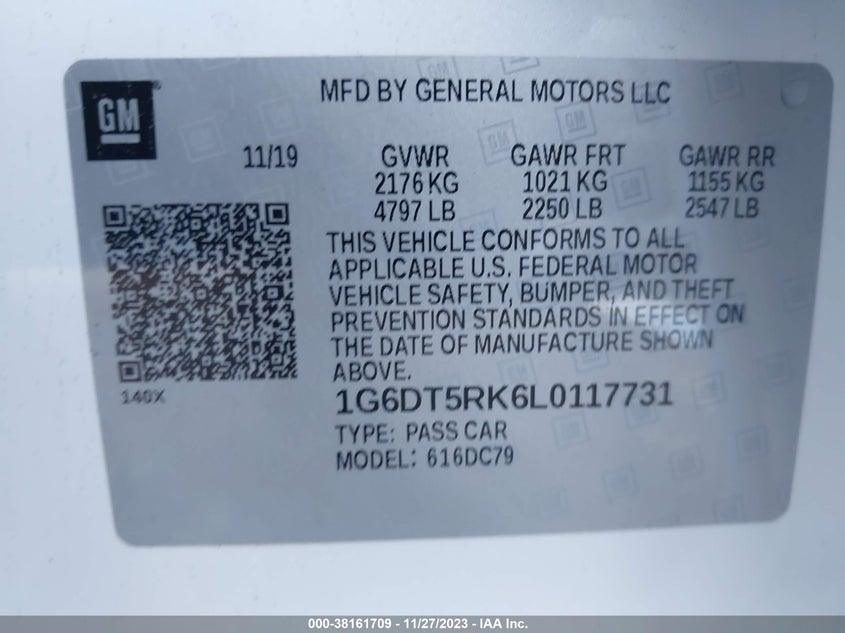 GM
MFD BY GENERAL MOTORS LLC
11/19 GVWR GAWR FRT GAWR RR
2176 KG 1021 KG 1155 KG
4797 LB 2250 LB 2547 LB
THIS VEHICLE CONFORMS TO ALL
APPLICABLE U.S. FEDERAL MOTOR
VEHICLE SAFETY, BUMPER, AND THEFT
PREVENTION STANDARDS IN EFFECT ON
THE DATE OF MANUFACTURE SHOWN
ABOVE.
140X
1G6DT5RK6L0117731
TYPE: PASS CAR
MODEL: 616DC79
000-38161709 - 11/27/2023 - IAA Inc.